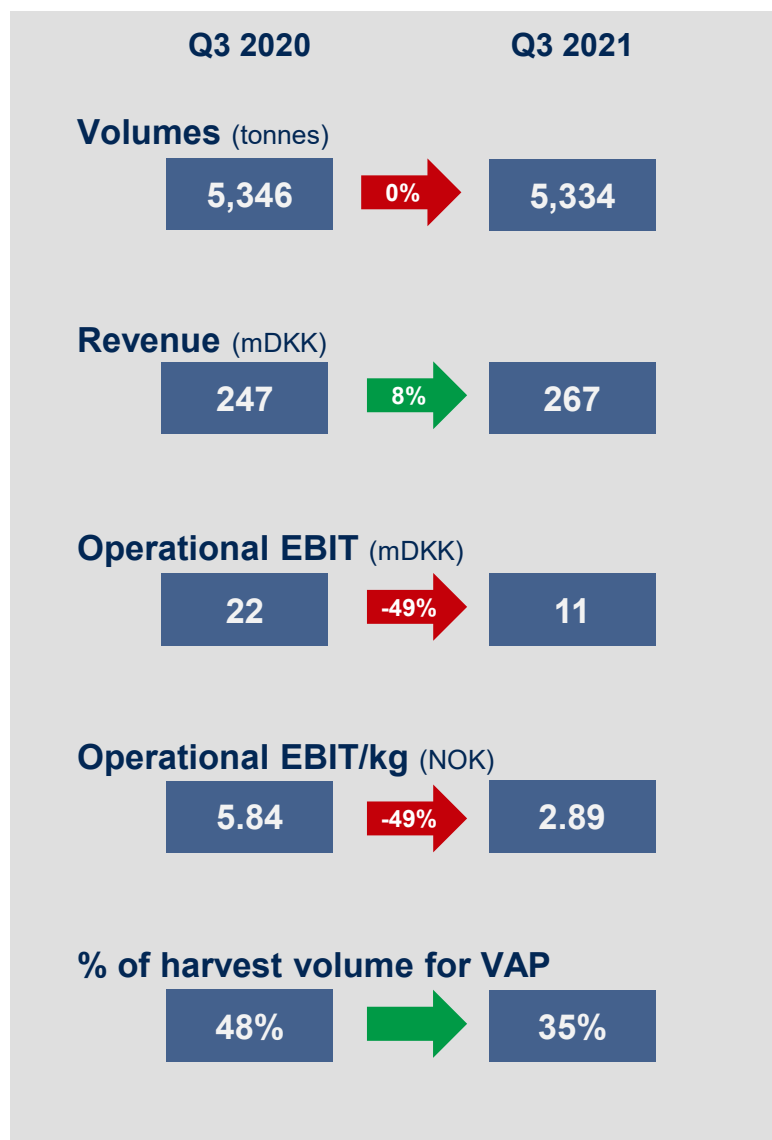 Q3 2020 Q3 2021
Volumes (tonnes)
5,346 0% 5,334
Revenue (mDKK)
247 8% 267
Operational EBIT (mDKK)
22 -49% 11
Operational EBIT/kg (NOK)
5.84 -49% 2.89
% of harvest volume for VAP
48% 35%